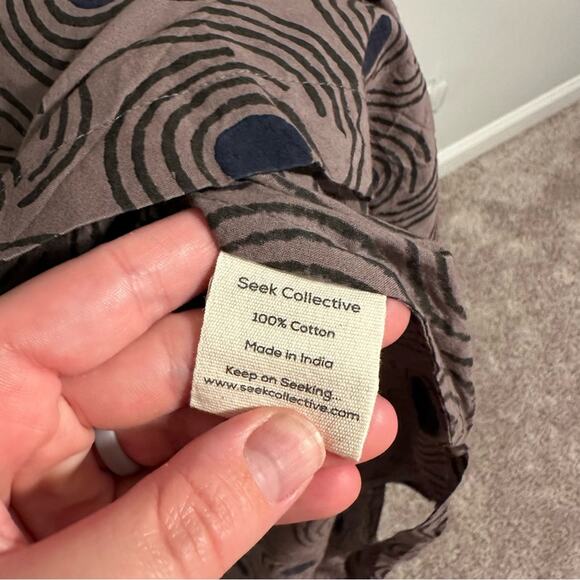 Seek Collective
100% Cotton
Made in India
Keep on Seeking...
www.seekcollective.com